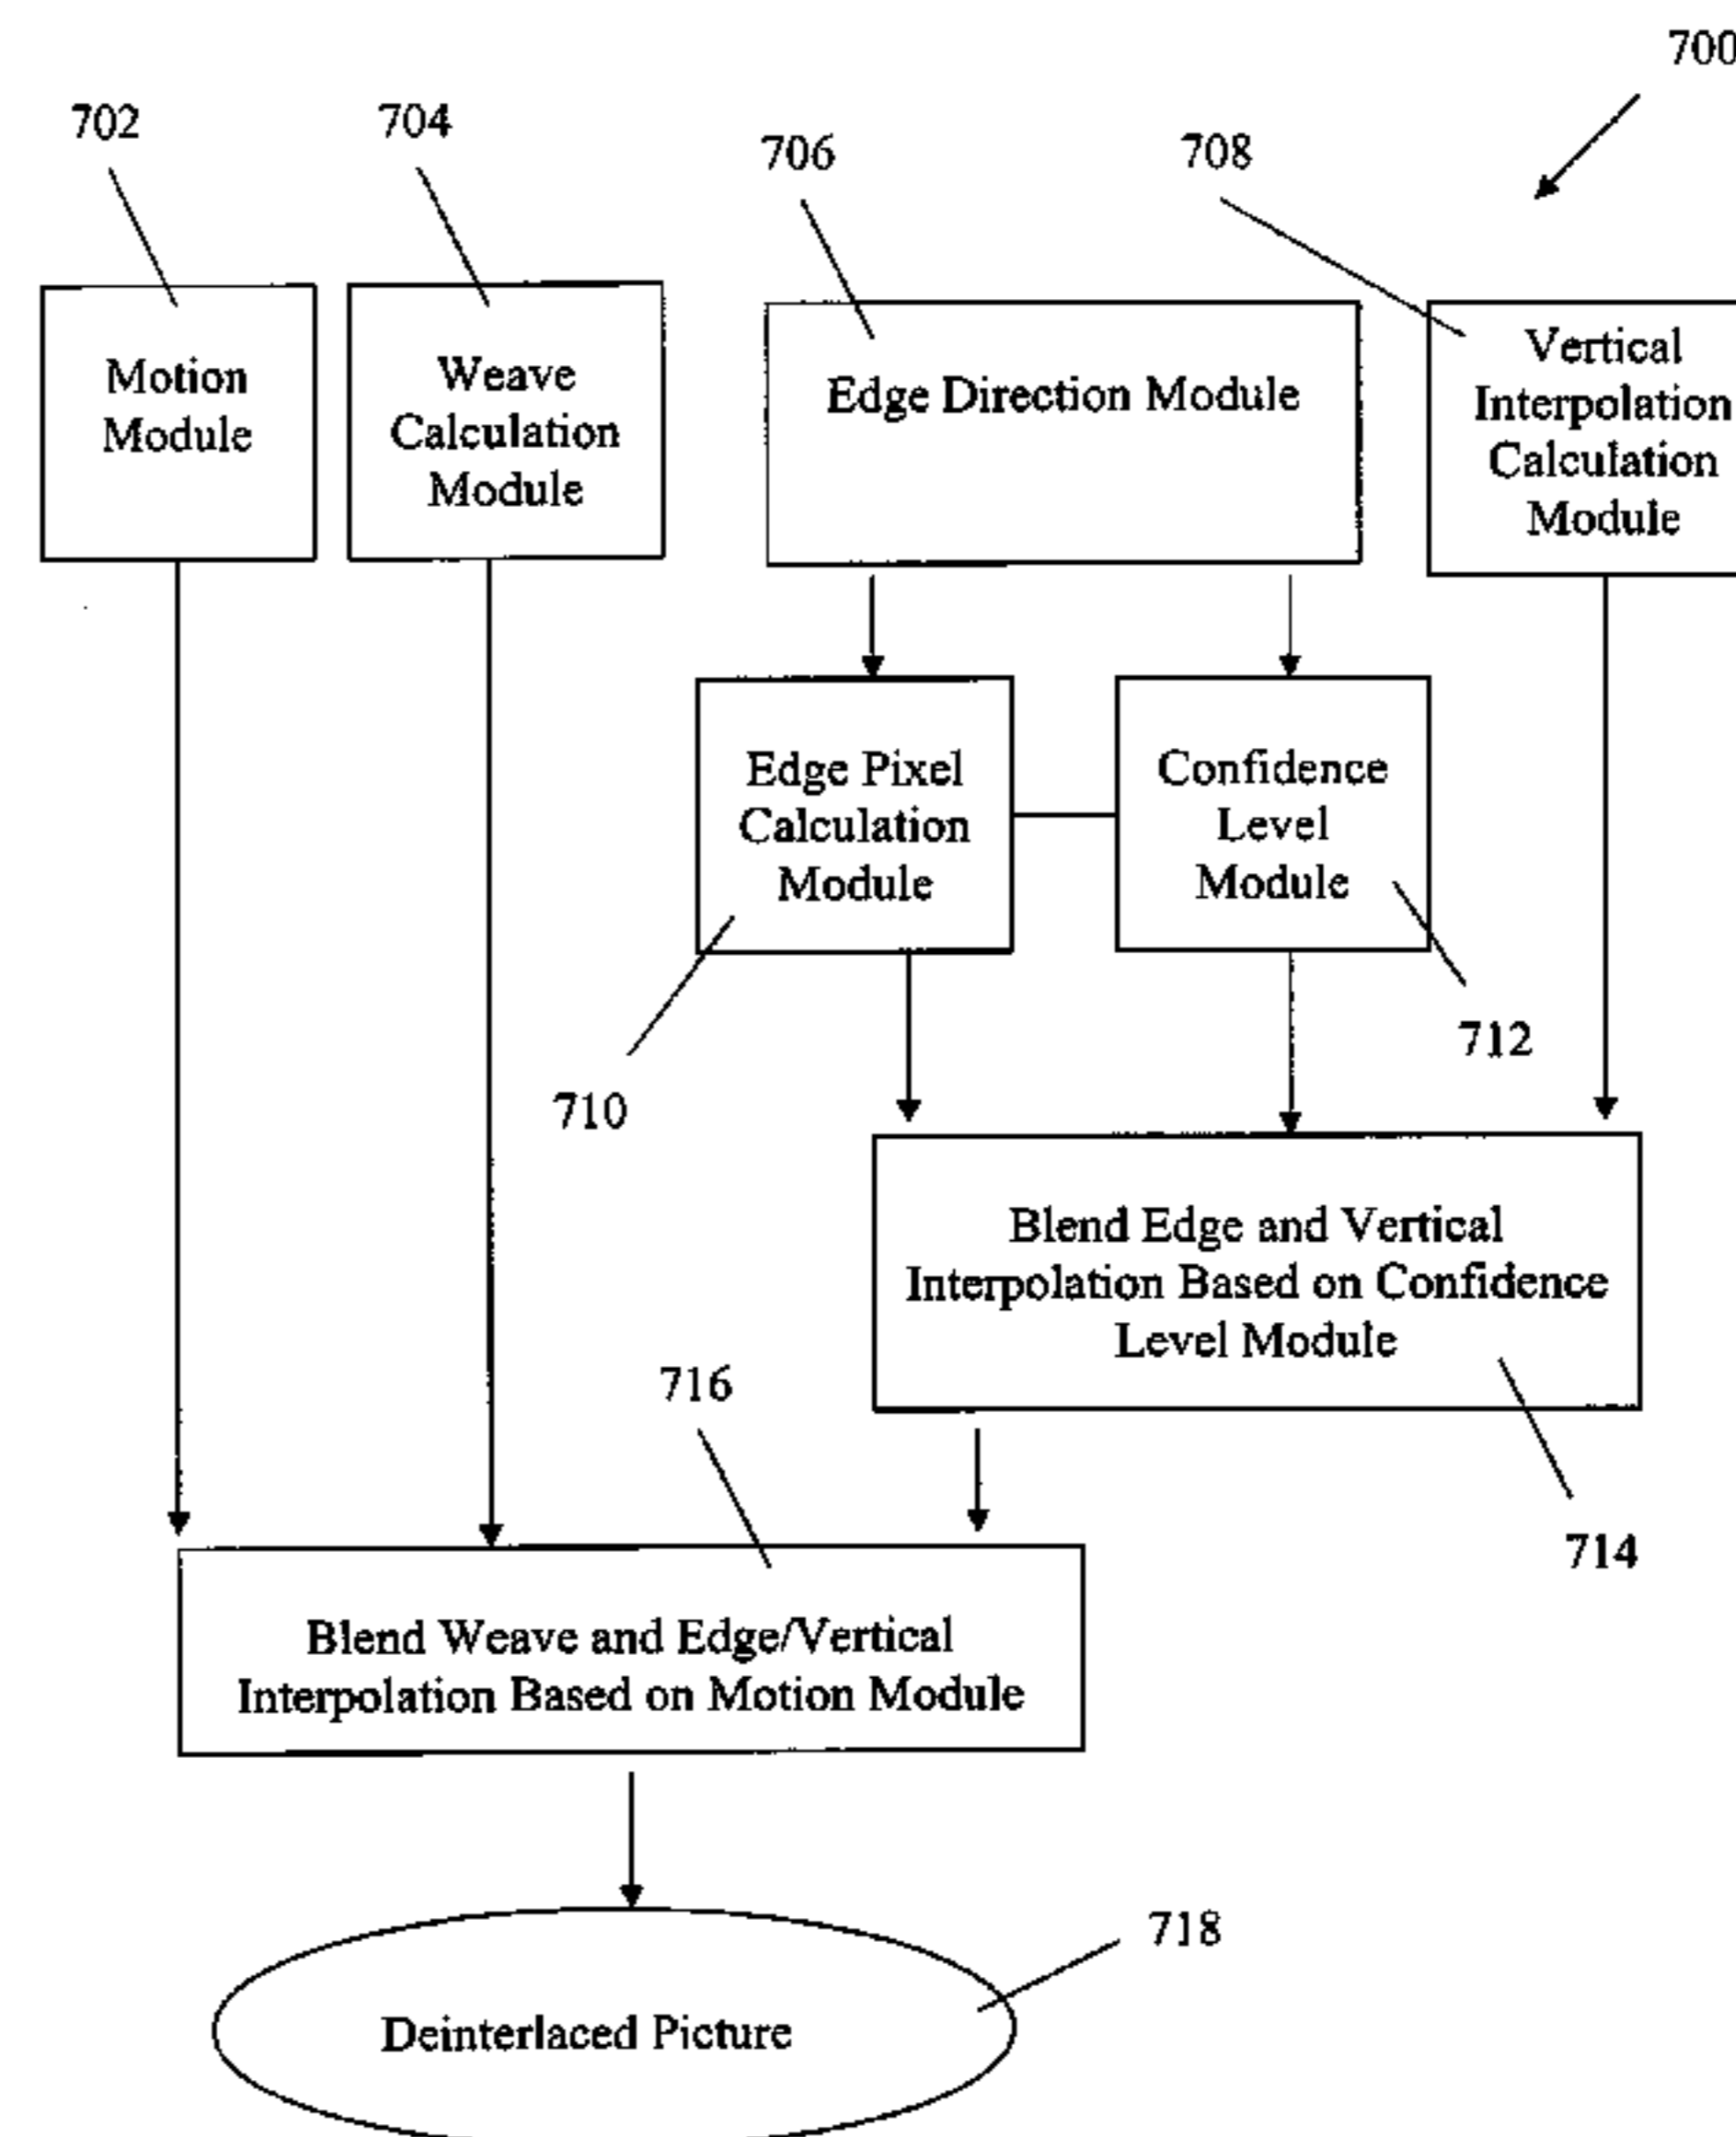 700
702
704
706
708
Motion
Module
Weave
Calculation
Module
Edge Direction Module
Vertical
Interpolation
Calculation
Module
Edge Pixel
Calculation
Module
Confidence
Level
Module
710
712
Blend Edge and Vertical
Interpolation Based on Confidence
Level Module
714
716
Blend Weave and Edge/Vertical
Interpolation Based on Motion Module
718
Deinterlaced Picture